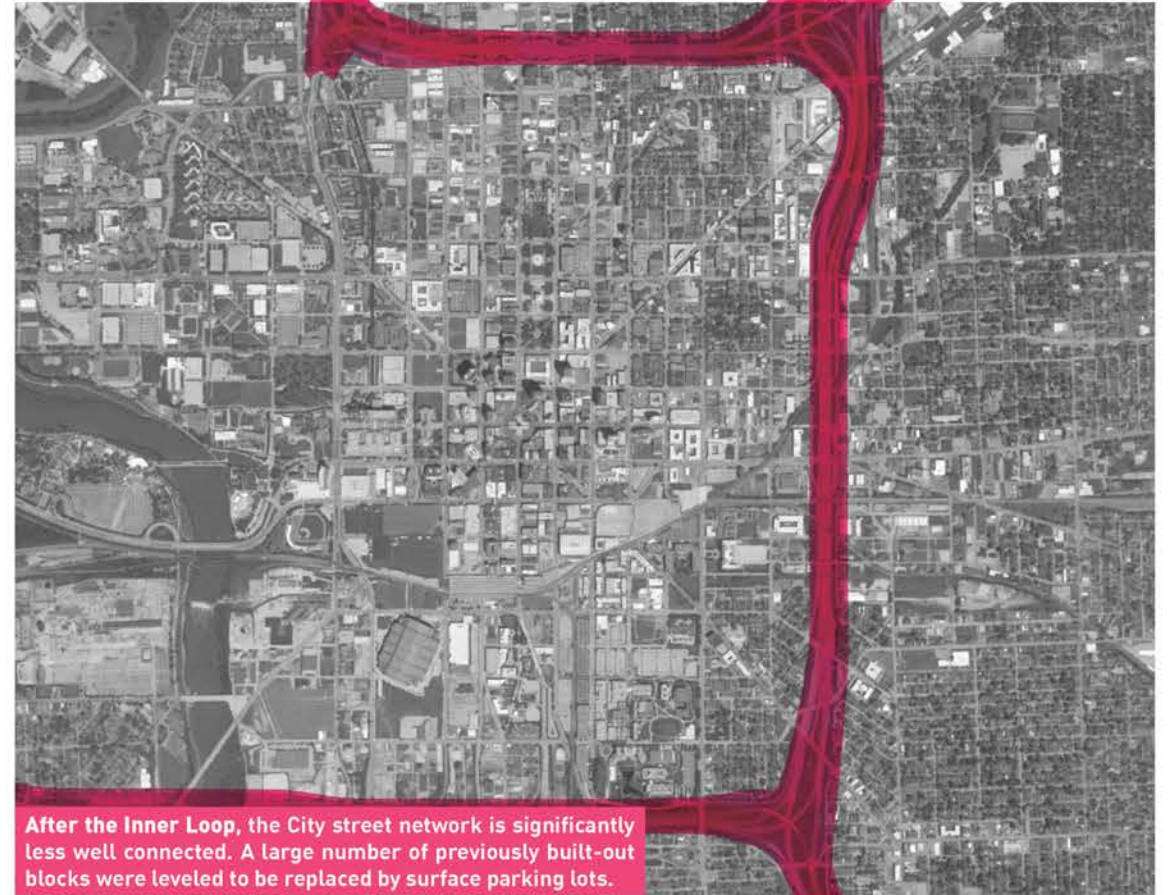 After the Inner Loop, the City street network is significantly
less well connected. A large number of previously built-out
blocks were leveled to be replaced by surface parking lots.